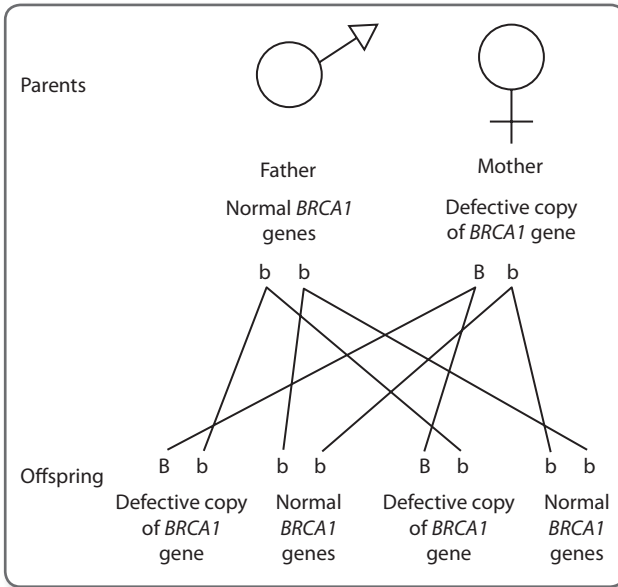 Parents
Father
Mother
Normal BRCA1
genes
Defective copy
of BRCA1 gene
b b B b
B b b b B b b b
Offspring
Defective copy
of BRCA1
gene
Normal
BRCA1
genes
Defective copy
of BRCA1
gene
Normal
BRCA1
genes